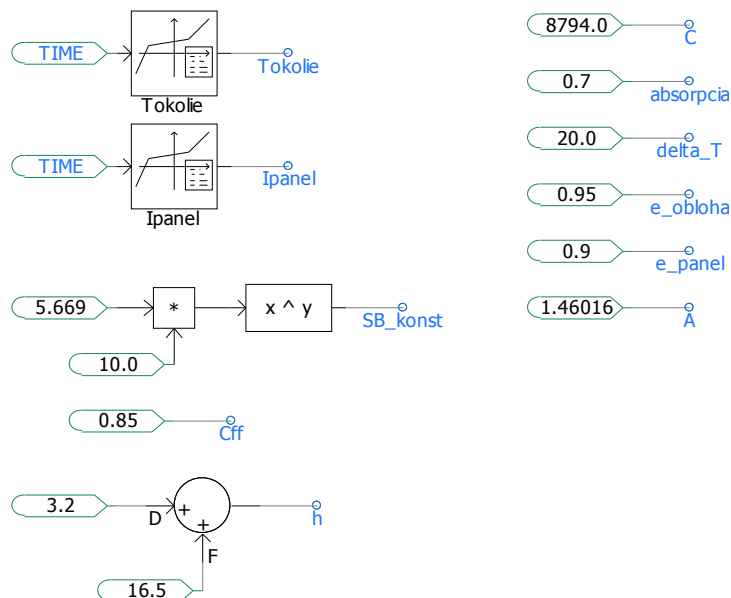 TIME
Tokolie
Tokolie
TIME
Ipanel
Ipanel
5.669
*
x ^ y
SB_konst
10.0
0.85
Cff
3.2
D
+
+
h
F
16.5
8794.0
C
0.7
absorpcia
20.0
delta_T
0.95
e_obloha
0.9
e_panel
1.46016
A